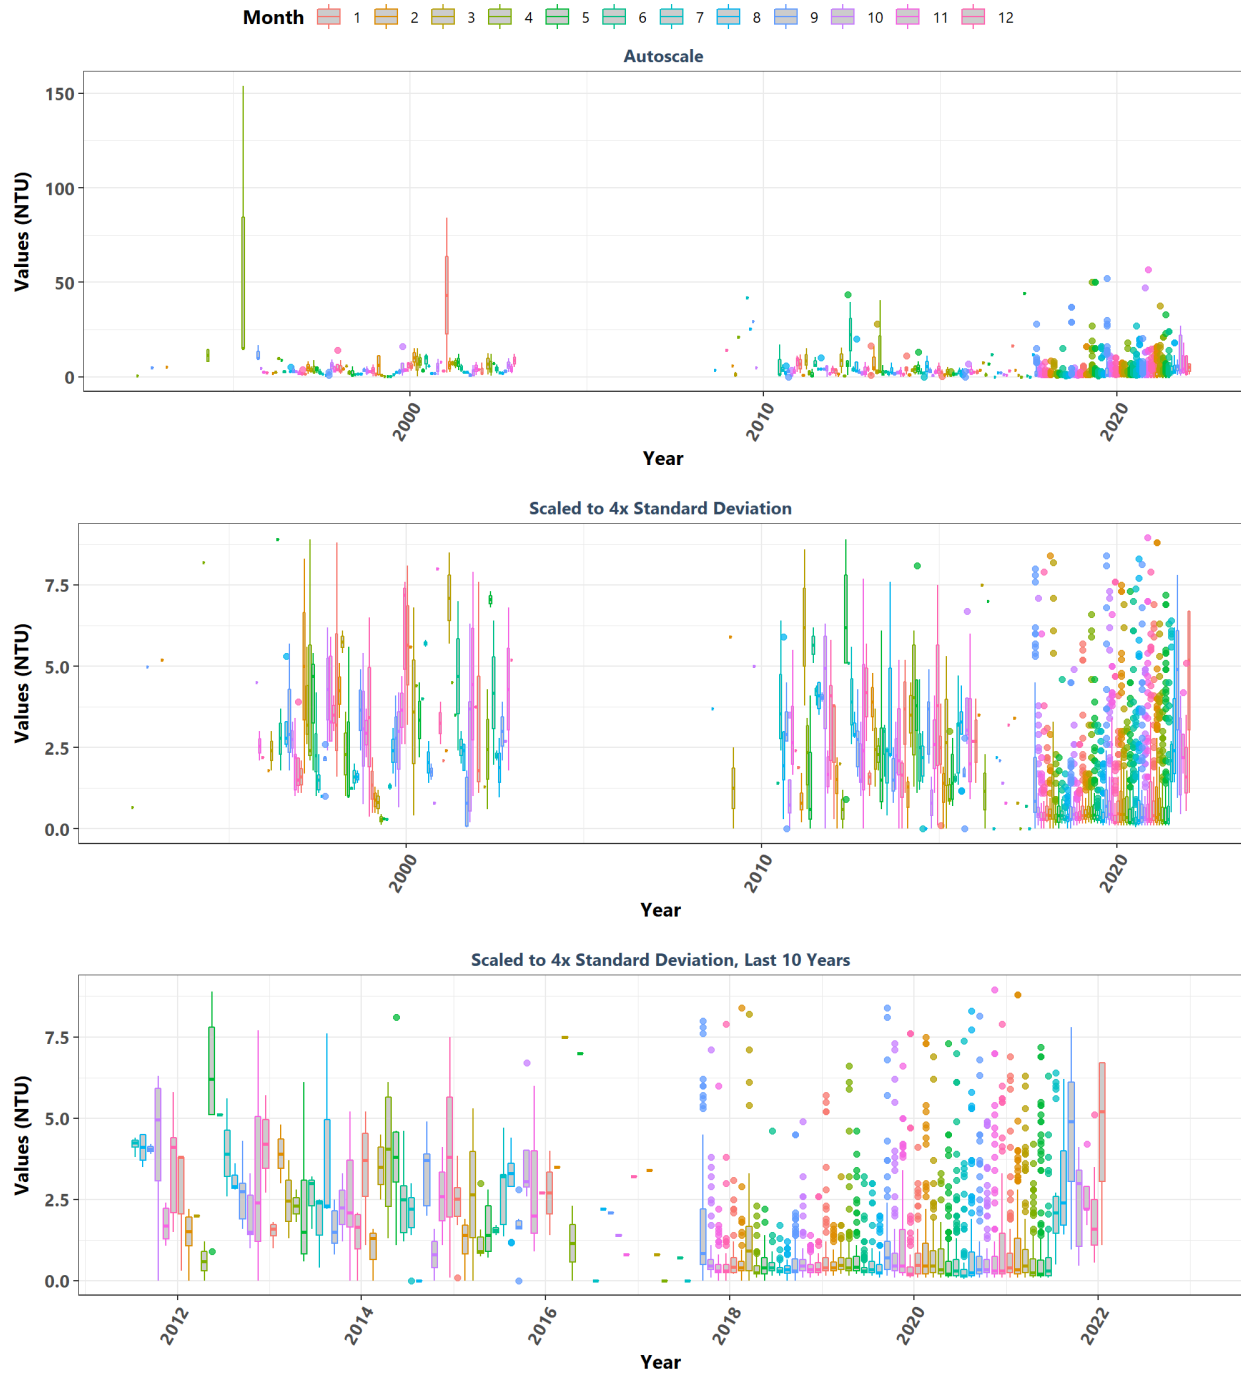 Month 1 2 3 4 5 6 7 8 9 10 11 12
Autoscale
150
100
50
0
Values (NTU)
2000 2010 2020
Year
Scaled to 4x Standard Deviation
7.5
5.0
2.5
0.0
Values (NTU)
2000 2010 2020
Year
Scaled to 4x Standard Deviation, Last 10 Years
7.5
5.0
2.5
0.0
Values (NTU)
2012 2014 2016 2018 2020 2022
Year